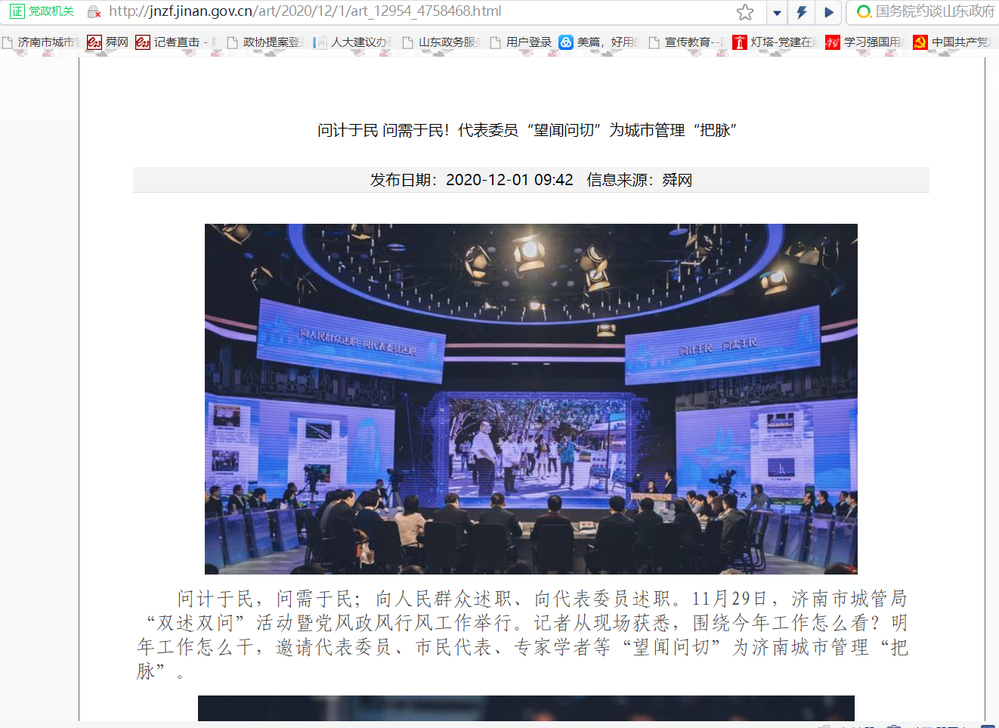 证 党政机关 http://jnzf.jinan.gov.cn/art/2020/12/1/art_12954_4758468.html 国务院约谈山东政府
济南市城市 舜网 记者直击 - 政协提案登 人大建议办 山东政务服 用户登录 美篇，好用 宣传教育-- 灯塔-党建在 学习强国用 中国共产党
问计于民 问需于民！代表委员“望闻问切”为城市管理“把脉”
发布日期：2020-12-01 09:42 信息来源：舜网
向人民群众述职 向代表委员述职
问计于民 问需于民
问计于民，问需于民；向人民群众述职、向代表委员述职。11月29日，济南市城管局
“双述双问”活动暨党风政风行风工作举行。记者从现场获悉，围绕今年工作怎么看？明
年工作怎么干，邀请代表委员、市民代表、专家学者等“望闻问切”为济南城市管理“把
脉”。